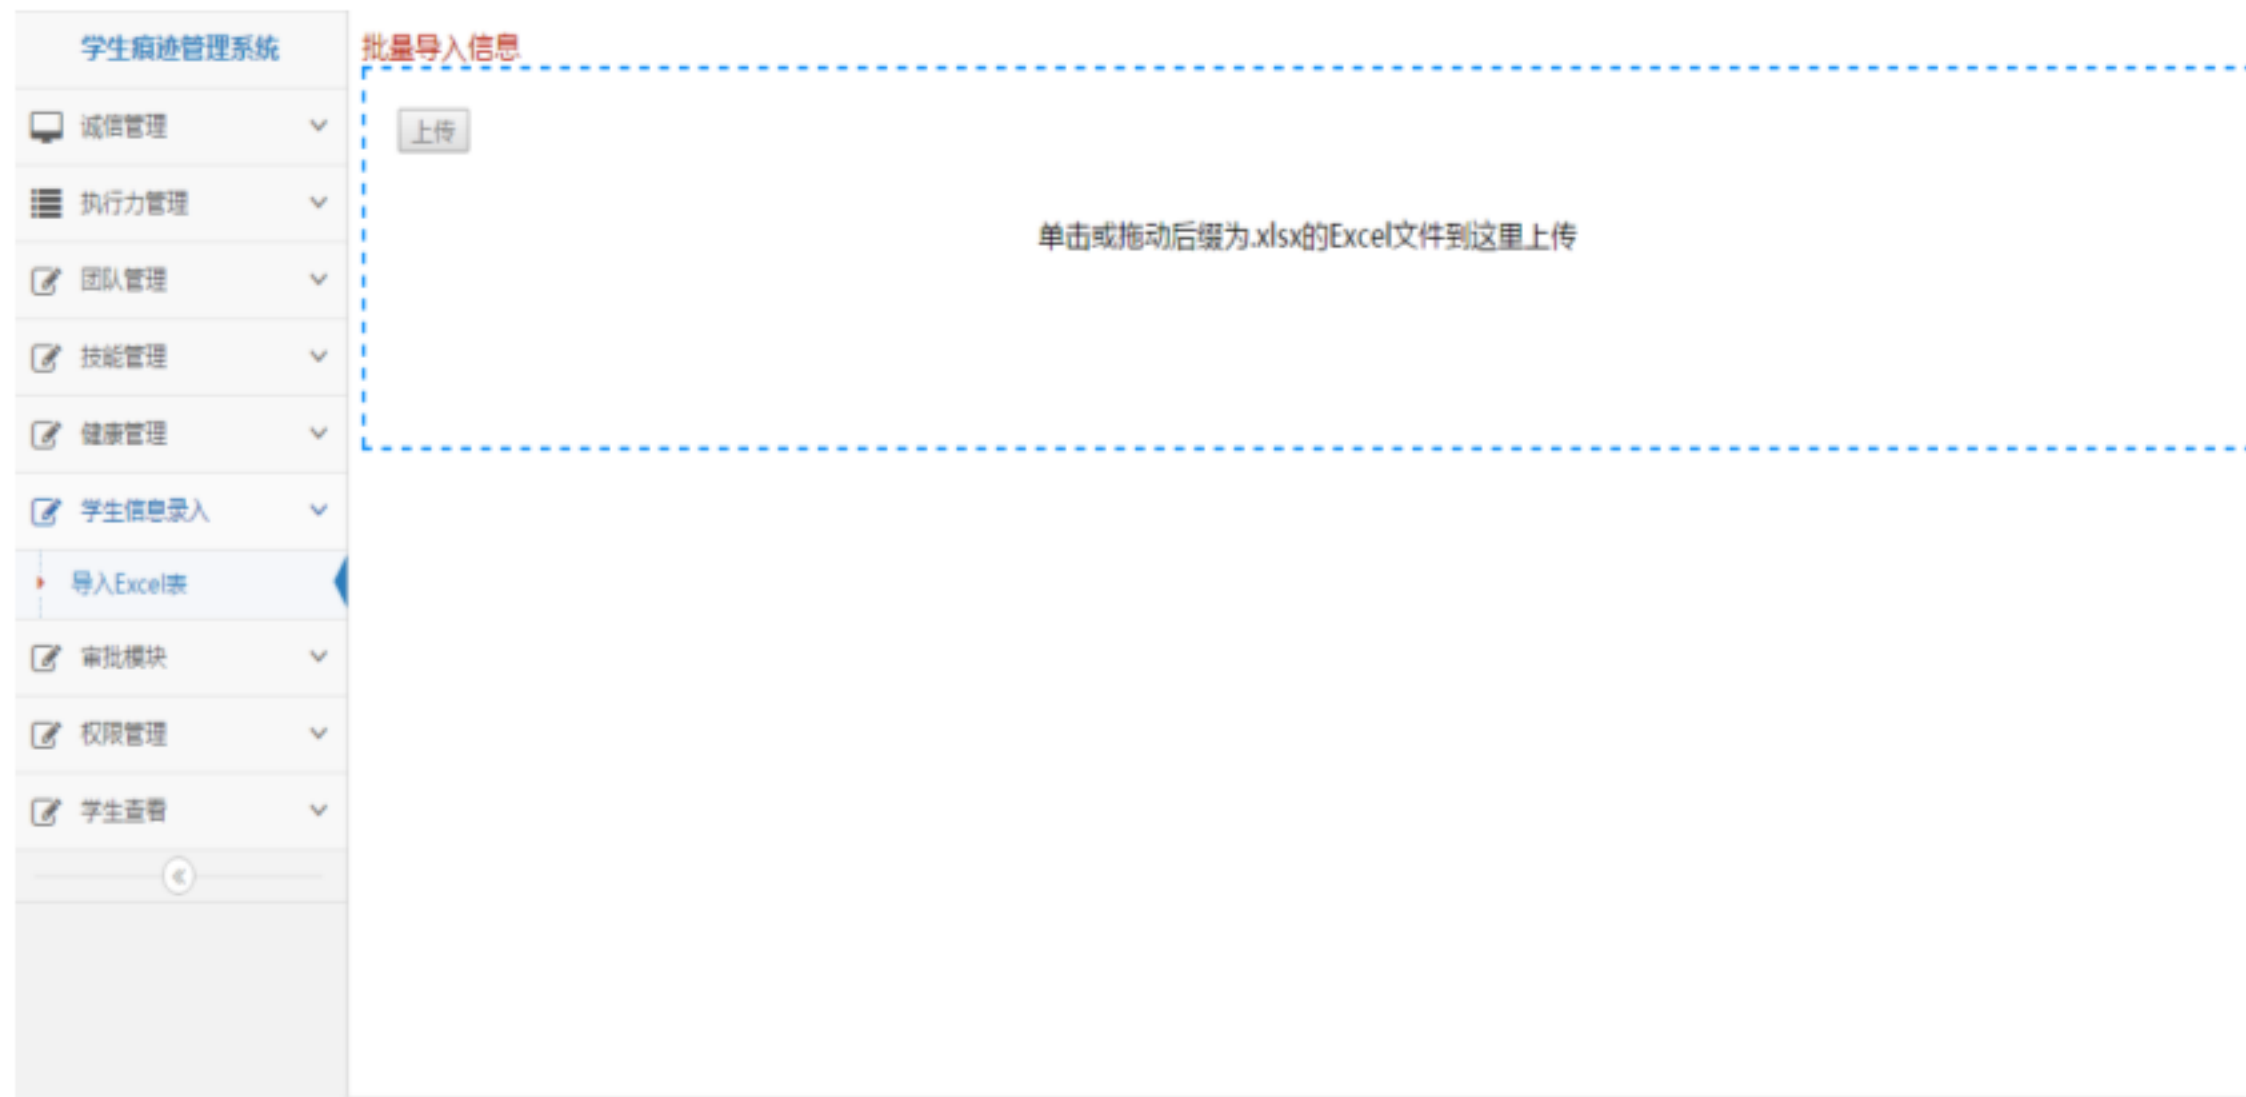 学生痕迹管理系统
诚信管理
执行力管理
团队管理
技能管理
健康管理
学生信息录入
导入Excel表
审批模块
权限管理
学生查看
批量导入信息
上传
单击或拖动后缀为.xlsx的Excel文件到这里上传